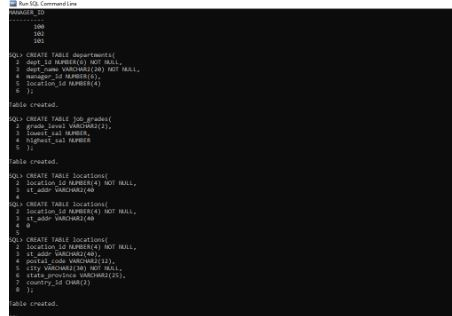 Run SQL Command Line
MANAGER_ID
----------
100
102
101
SQL> CREATE TABLE departments(
2 dept_id NUMBER(6) NOT NULL,
3 dept_name VARCHAR2(20) NOT NULL,
4 manager_id NUMBER(6),
5 location_id NUMBER(4)
6 );
Table created.
SQL> CREATE TABLE job_grades(
2 grade_level VARCHAR2(2),
3 lowest_sal NUMBER,
4 highest_sal NUMBER
5 );
Table created.
SQL> CREATE TABLE locations(
2 location_id NUMBER(4) NOT NULL,
3 st_addr VARCHAR2(40
4
SQL> CREATE TABLE locations(
2 location_id NUMBER(4) NOT NULL,
3 st_addr VARCHAR2(40
4 0
5
SQL> CREATE TABLE locations(
2 location_id NUMBER(4) NOT NULL,
3 st_addr VARCHAR2(40),
4 postal_code VARCHAR2(12),
5 city VARCHAR2(30) NOT NULL,
6 state_province VARCHAR2(25),
7 country_id CHAR(2)
8 );
Table created.